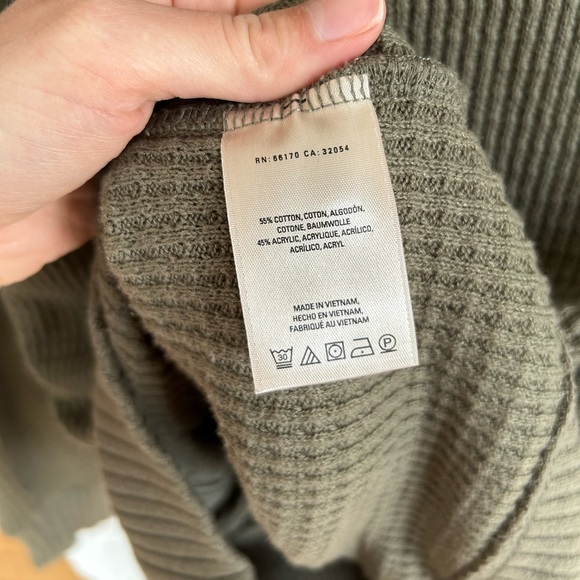 RN: 66170 CA: 32054
55% COTTON, COTON, ALGODÓN,
COTONE, BAUMWOLLE
45% ACRYLIC, ACRYLIQUE, ACRÍLICO,
ACRILICO, ACRYL
MADE IN VIETNAM,
HECHO EN VIETNAM,
FABRIQUÉ AU VIETNAM
30 P